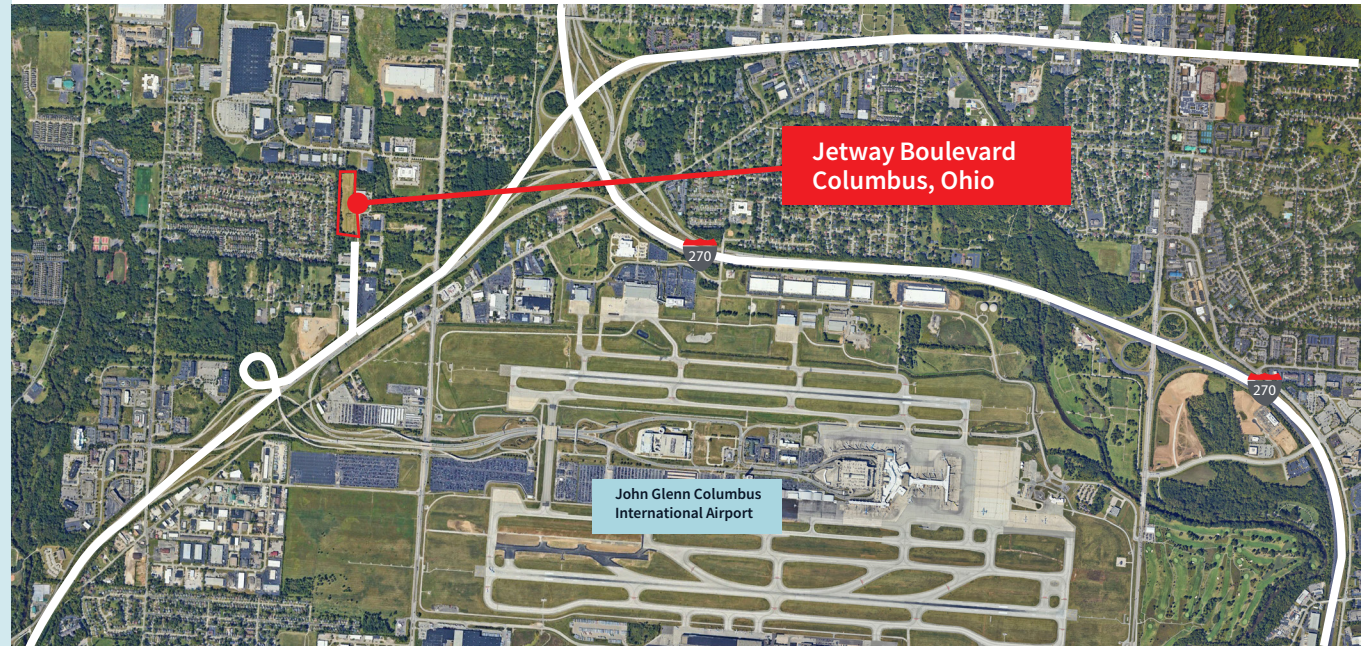 Jetway Boulevard
Columbus, Ohio
270
270
John Glenn Columbus
International Airport